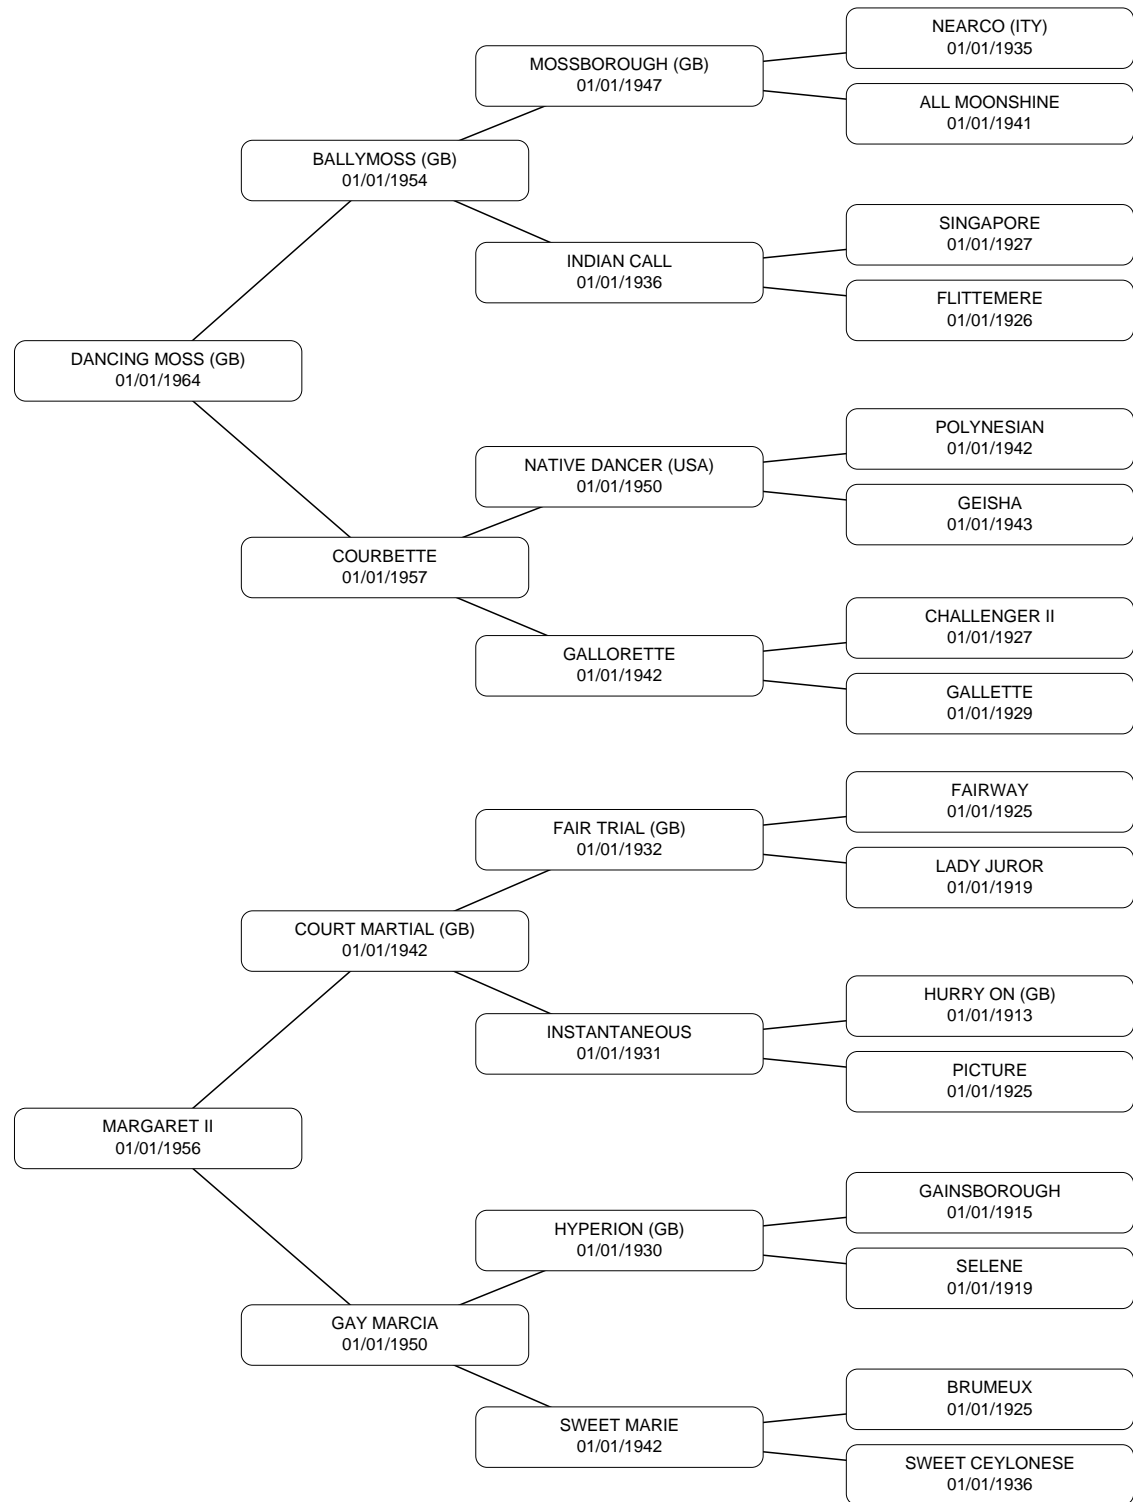 NEARCO (ITY)
01/01/1935
MOSSBOROUGH (GB)
01/01/1947
ALL MOONSHINE
01/01/1941
BALLYMOSS (GB)
01/01/1954
SINGAPORE
01/01/1927
INDIAN CALL
01/01/1936
FLITTEMERE
01/01/1926
DANCING MOSS (GB)
01/01/1964
POLYNESIAN
01/01/1942
NATIVE DANCER (USA)
01/01/1950
GEISHA
01/01/1943
COURBETTE
01/01/1957
CHALLENGER II
01/01/1927
GALLORETTE
01/01/1942
GALLETTE
01/01/1929
FAIRWAY
01/01/1925
FAIR TRIAL (GB)
01/01/1932
LADY JUROR
01/01/1919
COURT MARTIAL (GB)
01/01/1942
HURRY ON (GB)
01/01/1913
INSTANTANEOUS
01/01/1931
PICTURE
01/01/1925
MARGARET II
01/01/1956
GAINSBOROUGH
01/01/1915
HYPERION (GB)
01/01/1930
SELENE
01/01/1919
GAY MARCIA
01/01/1950
BRUMEUX
01/01/1925
SWEET MARIE
01/01/1942
SWEET CEYLONESE
01/01/1936